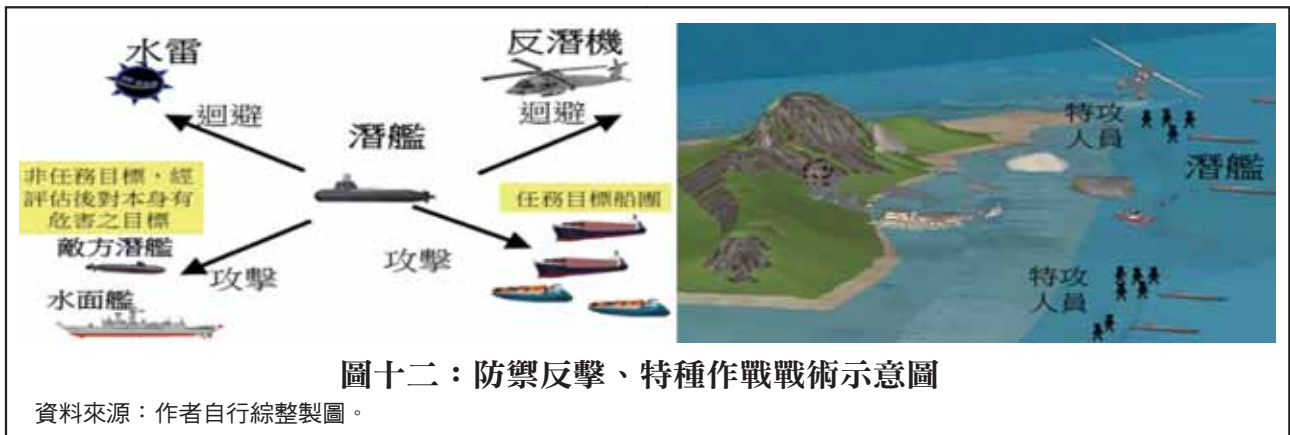 水雷
反潛機
迴避
迴避
潛艦
非任務目標，經
評估後對本身有
危害之目標
任務目標船團
敵方潛艦
攻擊
攻擊
水面艦
特攻
人員
潛艦
特攻
人員
圖十二：防禦反擊、特種作戰戰術示意圖
資料來源：作者自行綜整製圖。